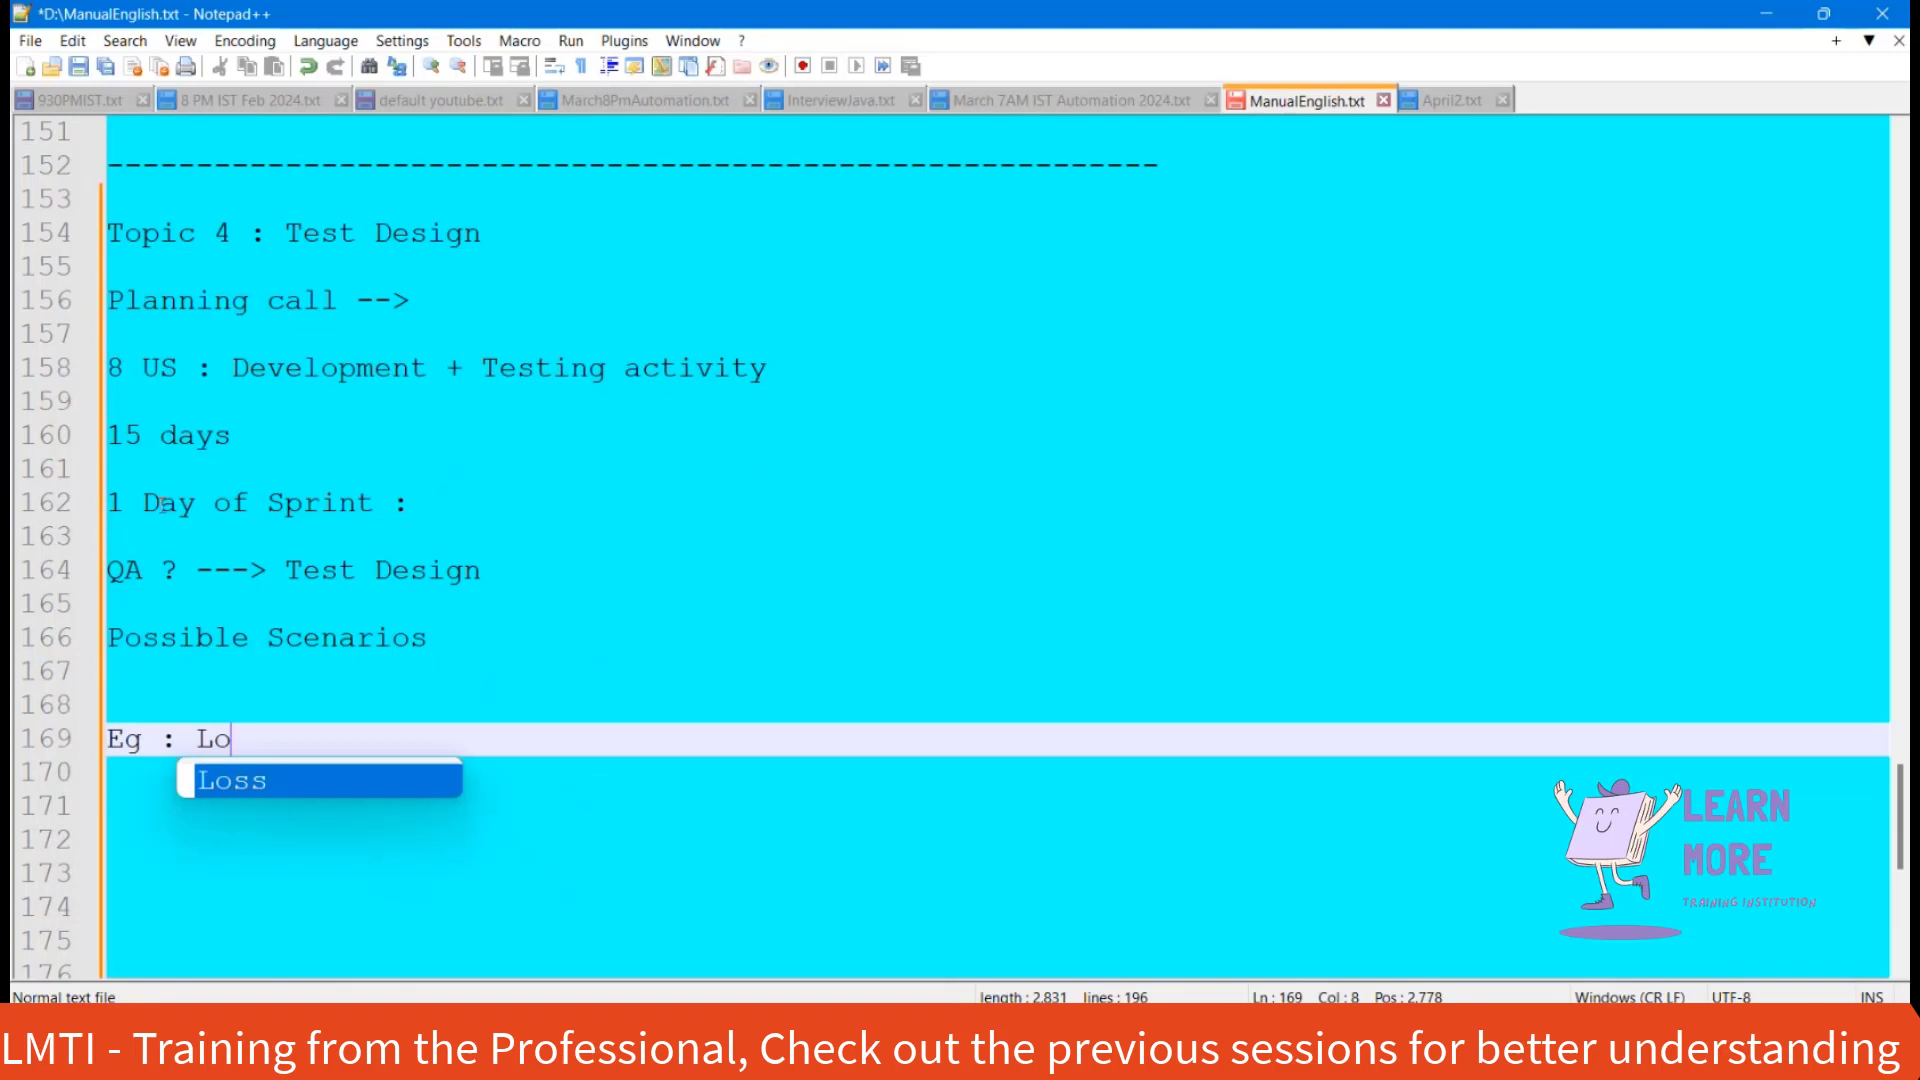 *D:\ManualEnglish.txt - Notepad++
File Edit Search View Encoding Language Settings Tools Macro Run Plugins Window ?
930PMIST.txt 8 PM IST Feb 2024.txt default youtube.txt March8PmAutomation.txt InterviewJava.txt March 7AM IST Automation 2024.txt ManualEnglish.txt April2.txt
151
152 -----------------------------------------------------------
153
154 Topic 4 : Test Design
155
156 Planning call -->
157
158 8 US : Development + Testing activity
159
160 15 days
161
162 1 Day of Sprint :
163
164 QA ? ---> Test Design
165
166 Possible Scenarios
167
168
169 Eg : Lo
Loss
170
171
172
173
174
175
176
LEARN
MORE
TRAINING INSTITUTION
Normal text file length : 2,831 lines : 196 Ln : 169 Col : 8 Pos : 2,778 Windows (CR LF) UTF-8 INS
LMTI - Training from the Professional, Check out the previous sessions for better understanding